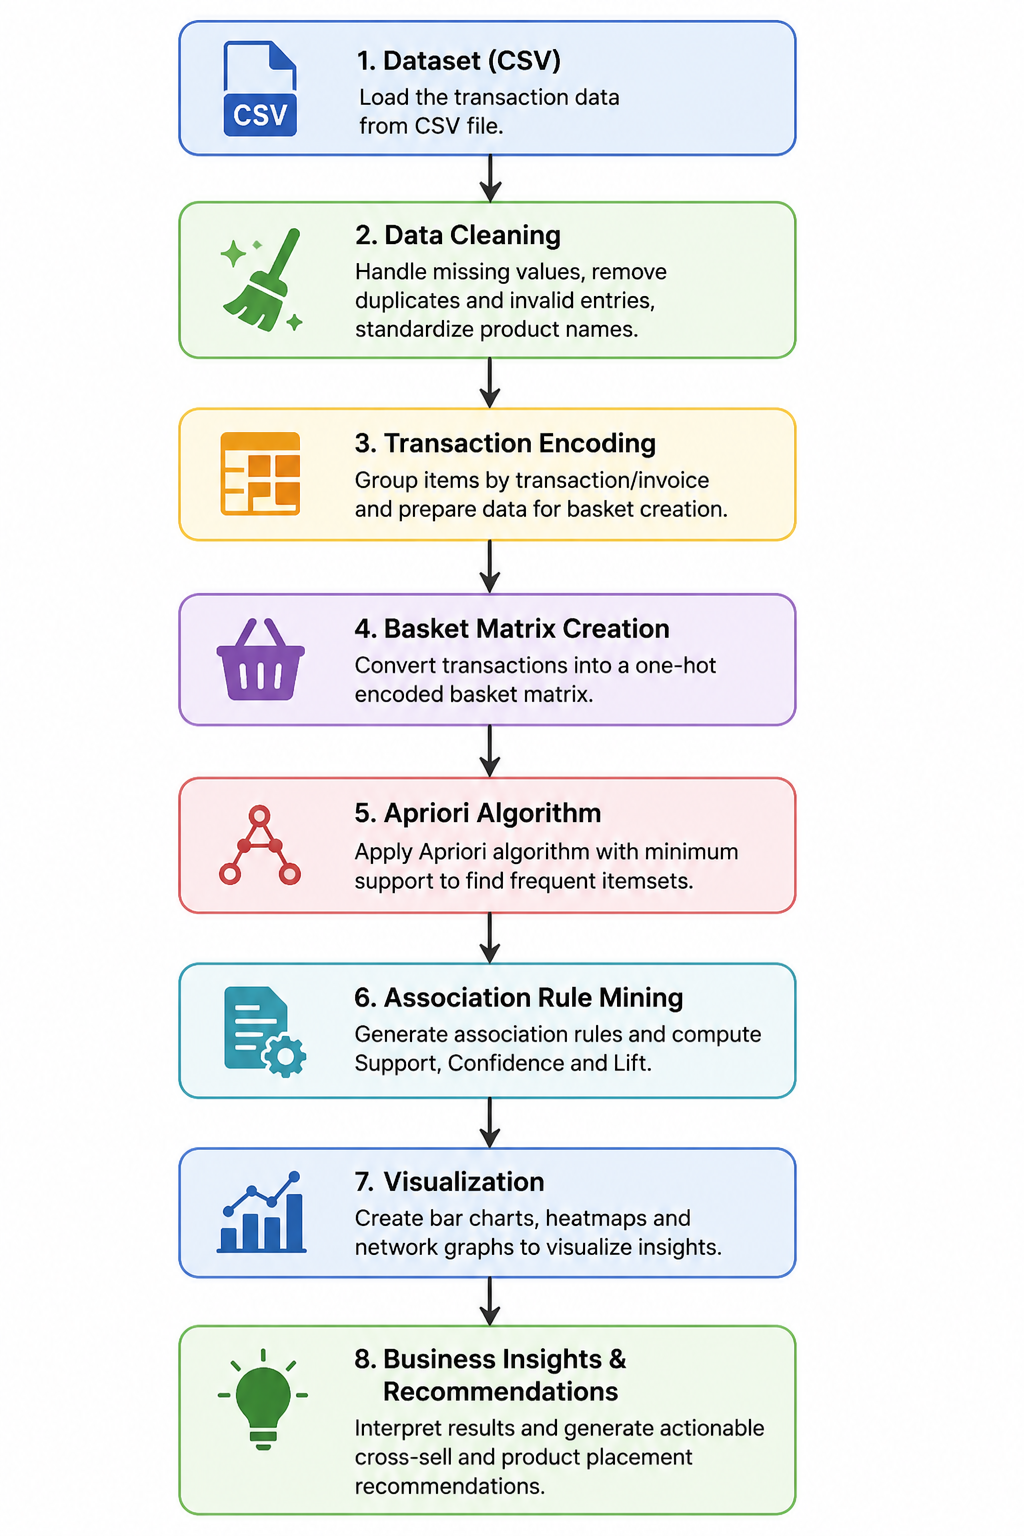 CSV
1. Dataset (CSV)
Load the transaction data
from CSV file.
2. Data Cleaning
Handle missing values, remove
duplicates and invalid entries,
standardize product names.
3. Transaction Encoding
Group items by transaction/invoice
and prepare data for basket creation.
4. Basket Matrix Creation
Convert transactions into a one-hot
encoded basket matrix.
5. Apriori Algorithm
Apply Apriori algorithm with minimum
support to find frequent itemsets.
6. Association Rule Mining
Generate association rules and compute
Support, Confidence and Lift.
7. Visualization
Create bar charts, heatmaps and
network graphs to visualize insights.
8. Business Insights &
Recommendations
Interpret results and generate actionable
cross-sell and product placement
recommendations.